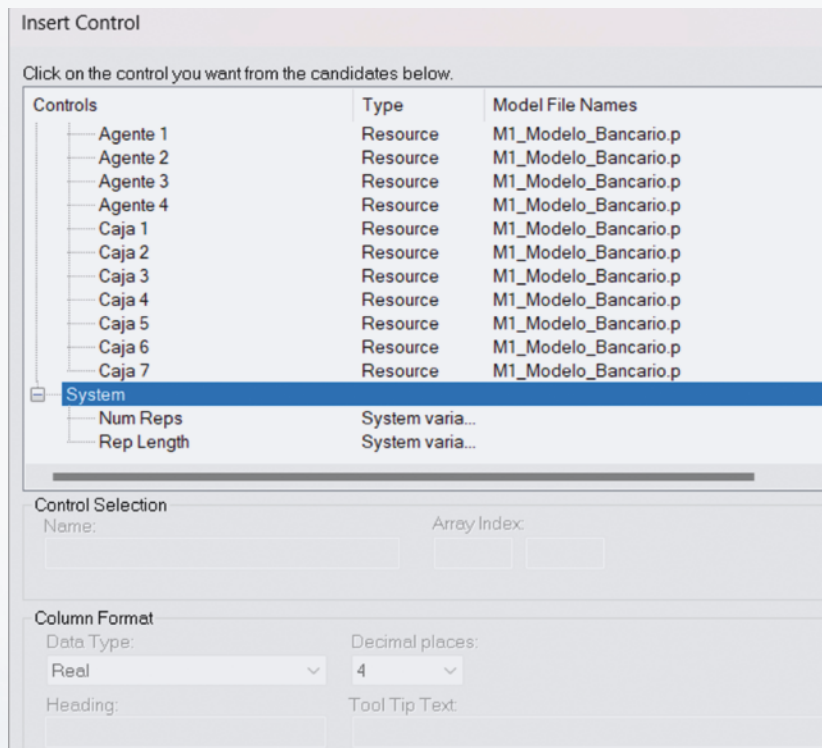 Insert Control
Click on the control you want from the candidates below.
Controls Type Model File Names
Agente 1 Resource M1_Modelo_Bancario.p
Agente 2 Resource M1_Modelo_Bancario.p
Agente 3 Resource M1_Modelo_Bancario.p
Agente 4 Resource M1_Modelo_Bancario.p
Caja 1 Resource M1_Modelo_Bancario.p
Caja 2 Resource M1_Modelo_Bancario.p
Caja 3 Resource M1_Modelo_Bancario.p
Caja 4 Resource M1_Modelo_Bancario.p
Caja 5 Resource M1_Modelo_Bancario.p
Caja 6 Resource M1_Modelo_Bancario.p
Caja 7 Resource M1_Modelo_Bancario.p
System
Num Reps System varia...
Rep Length System varia...
Control Selection
Name: Array Index:
Column Format
Data Type: Decimal places:
Real 4
Heading: Tool Tip Text: